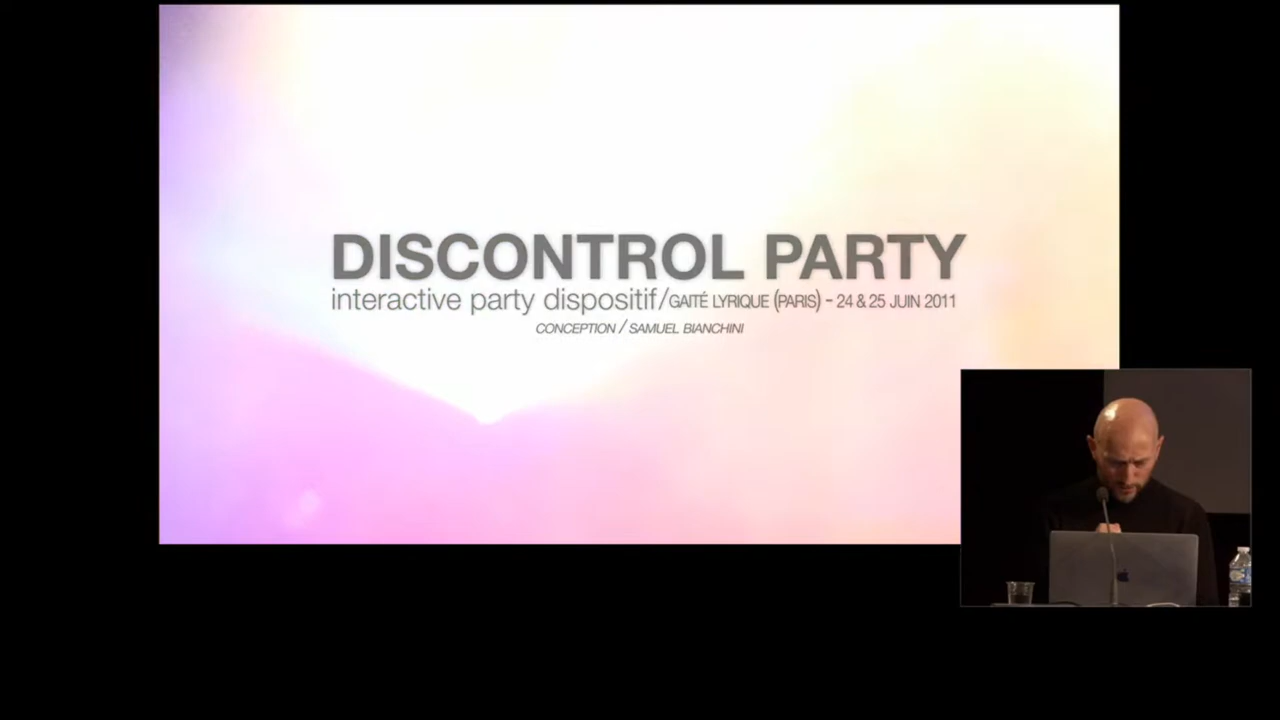 DISCONTROL PARTY
interactive party dispositif/GAITÉ LYRIQUE (PARIS) - 24 & 25 JUIN 2011
CONCEPTION / SAMUEL BIANCHINI